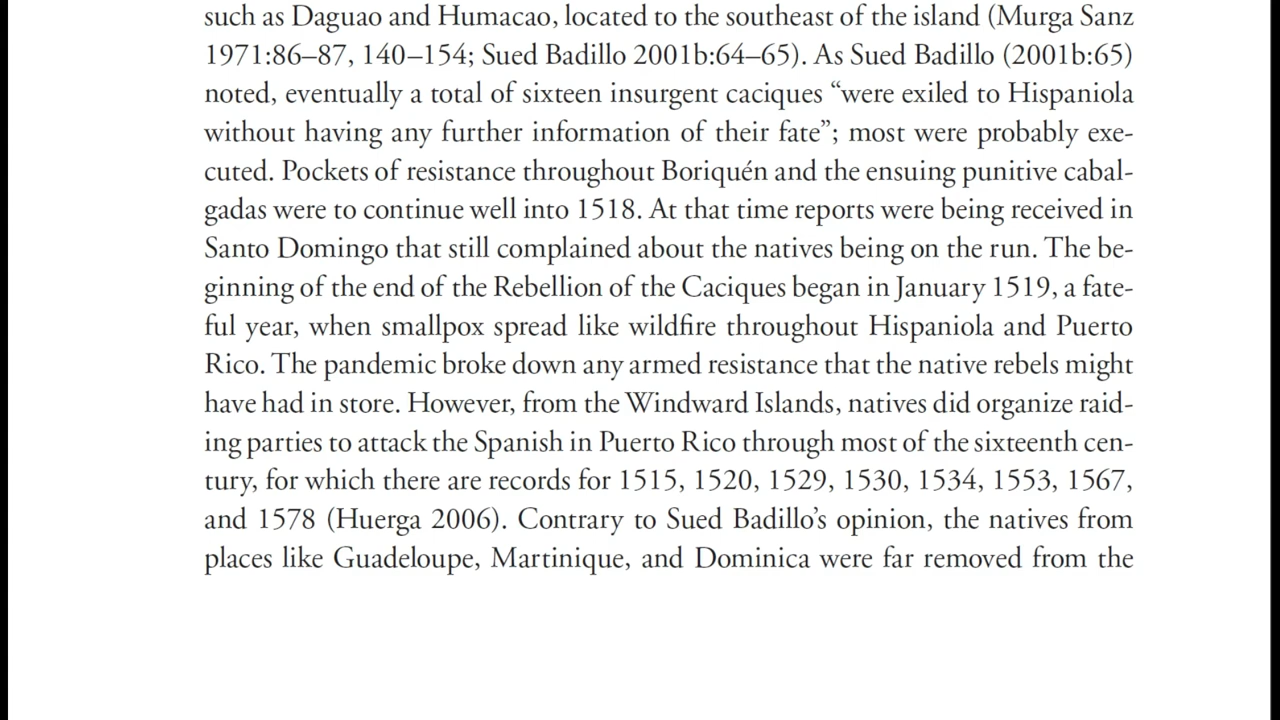 such as Daguao and Humacao, located to the southeast of the island (Murga Sanz
1971:86–87, 140–154; Sued Badillo 2001b:64–65). As Sued Badillo (2001b:65)
noted, eventually a total of sixteen insurgent caciques “were exiled to Hispaniola
without having any further information of their fate”; most were probably exe-
cuted. Pockets of resistance throughout Boriquén and the ensuing punitive cabal-
gadas were to continue well into 1518. At that time reports were being received in
Santo Domingo that still complained about the natives being on the run. The be-
ginning of the end of the Rebellion of the Caciques began in January 1519, a fate-
ful year, when smallpox spread like wildfire throughout Hispaniola and Puerto
Rico. The pandemic broke down any armed resistance that the native rebels might
have had in store. However, from the Windward Islands, natives did organize raid-
ing parties to attack the Spanish in Puerto Rico through most of the sixteenth cen-
tury, for which there are records for 1515, 1520, 1529, 1530, 1534, 1553, 1567,
and 1578 (Huerga 2006). Contrary to Sued Badillo’s opinion, the natives from
places like Guadeloupe, Martinique, and Dominica were far removed from the